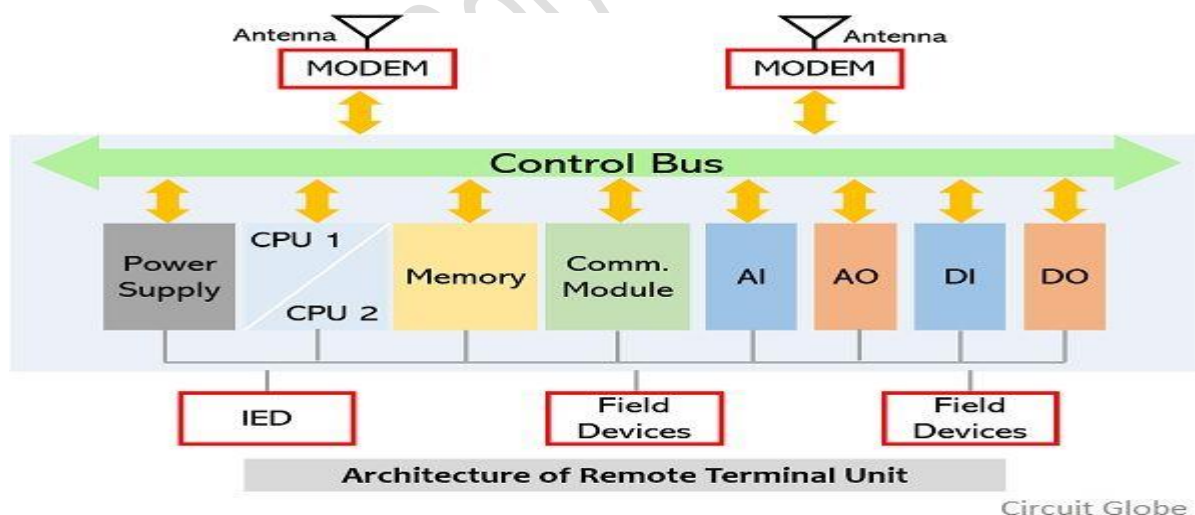 Antenna
Antenna
MODEM
MODEM
Control Bus
Power
Supply
CPU 1
CPU 2
Memory
Comm.
Module
AI
AO
DI
DO
IED
Field
Devices
Field
Devices
Architecture of Remote Terminal Unit
Circuit Globe